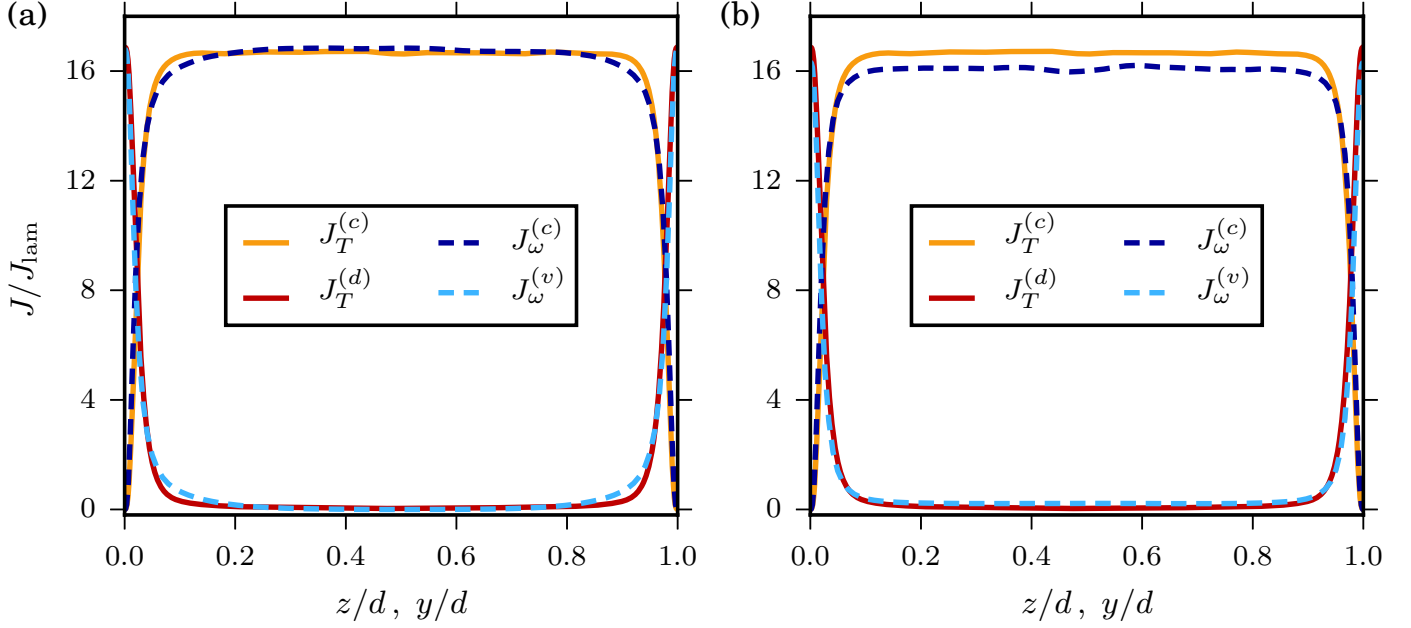 (a)
J/J_lam
16
12
8
4
0
J_T^(c) J_ω^(c)
J_T^(d) J_ω^(v)
0.0 0.2 0.4 0.6 0.8 1.0
z/d , y/d
(b)
16
12
8
4
0
J_T^(c) J_ω^(c)
J_T^(d) J_ω^(v)
0.0 0.2 0.4 0.6 0.8 1.0
z/d , y/d